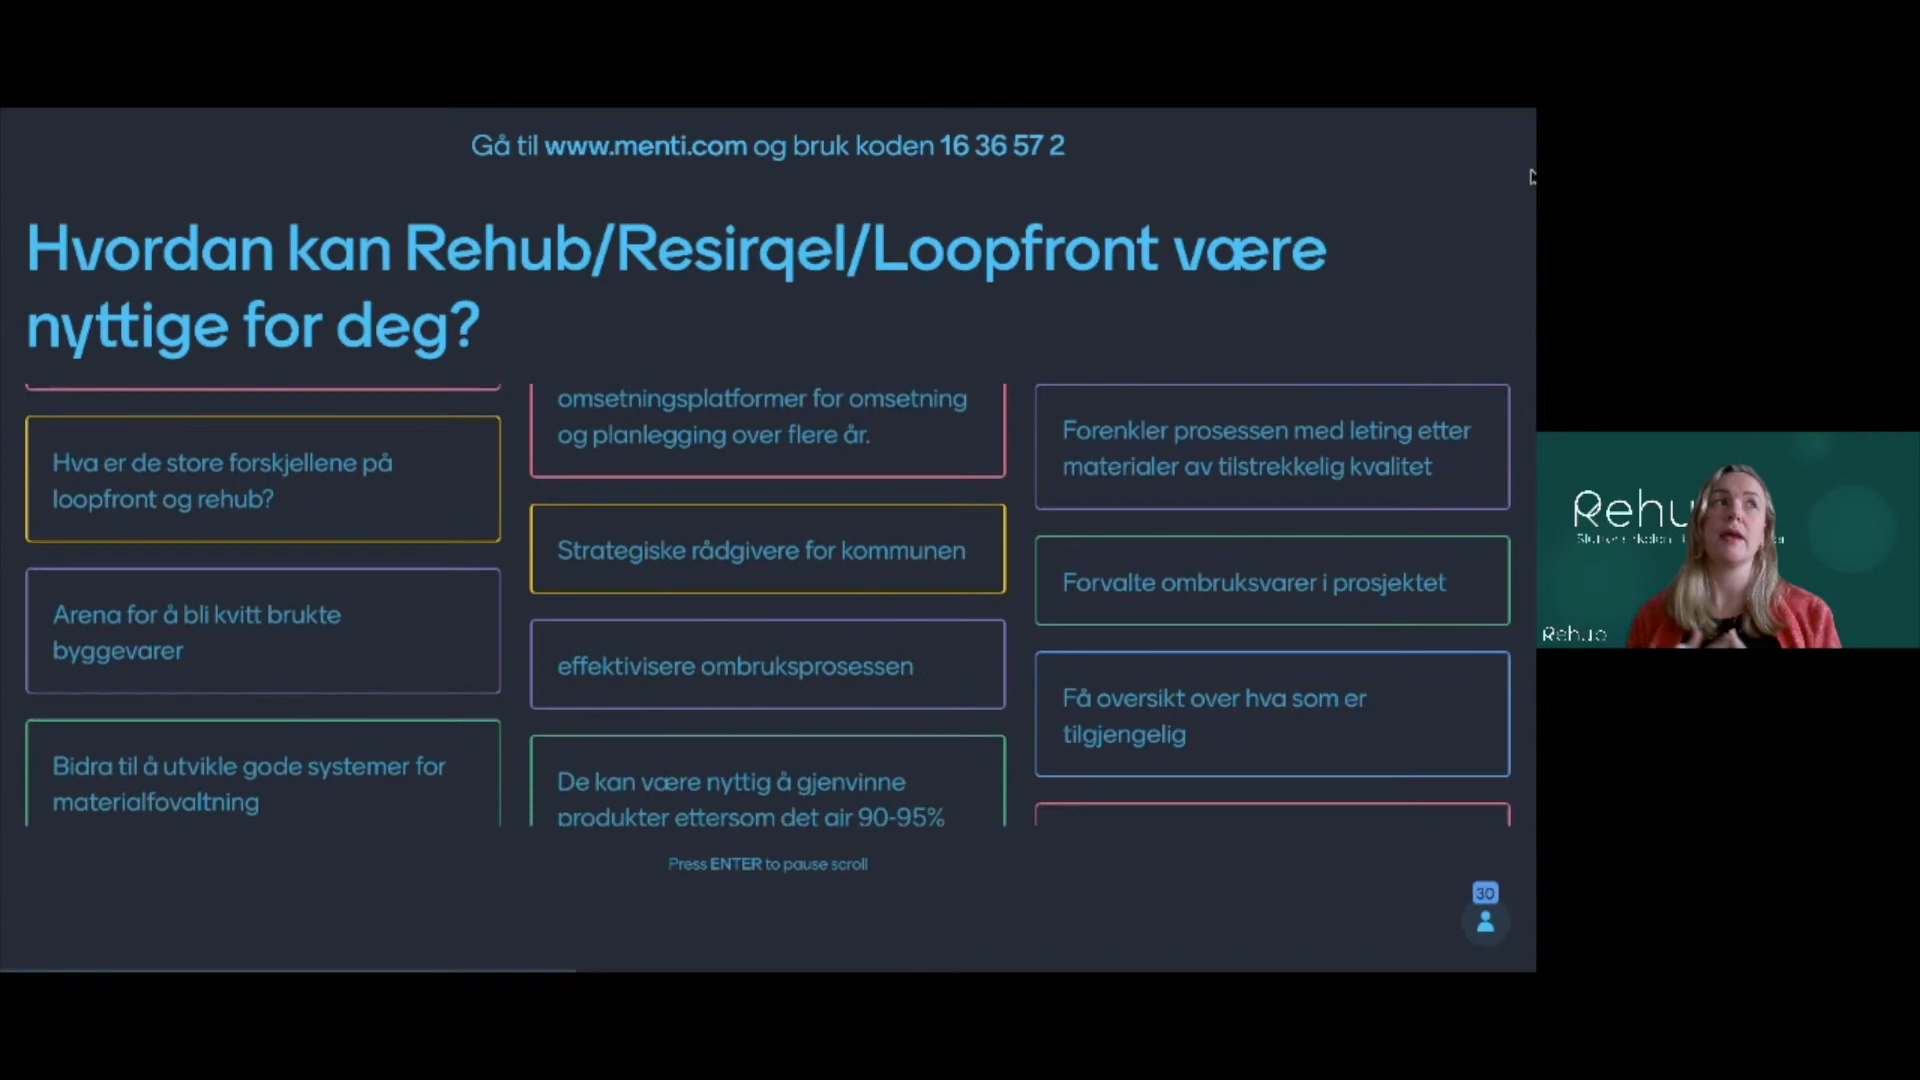 Gå til www.menti.com og bruk koden 16 36 57 2
Hvordan kan Rehub/Resirqel/Loopfront være
nyttige for deg?
Hva er de store forskjellene på
loopfront og rehub?
Arena for å bli kvitt brukte
byggevarer
Bidra til å utvikle gode systemer for
materialfovaltning
omsetningsplatformer for omsetning
og planlegging over flere år.
Strategiske rådgivere for kommunen
effektivisere ombruksprosessen
De kan være nyttig å gjenvinne
produkter ettersom det air 90-95%
Forenkler prosessen med leting etter
materialer av tilstrekkelig kvalitet
Forvalte ombruksvarer i prosjektet
Få oversikt over hva som er
tilgjengelig
Press ENTER to pause scroll
30
Rehu
Rehub